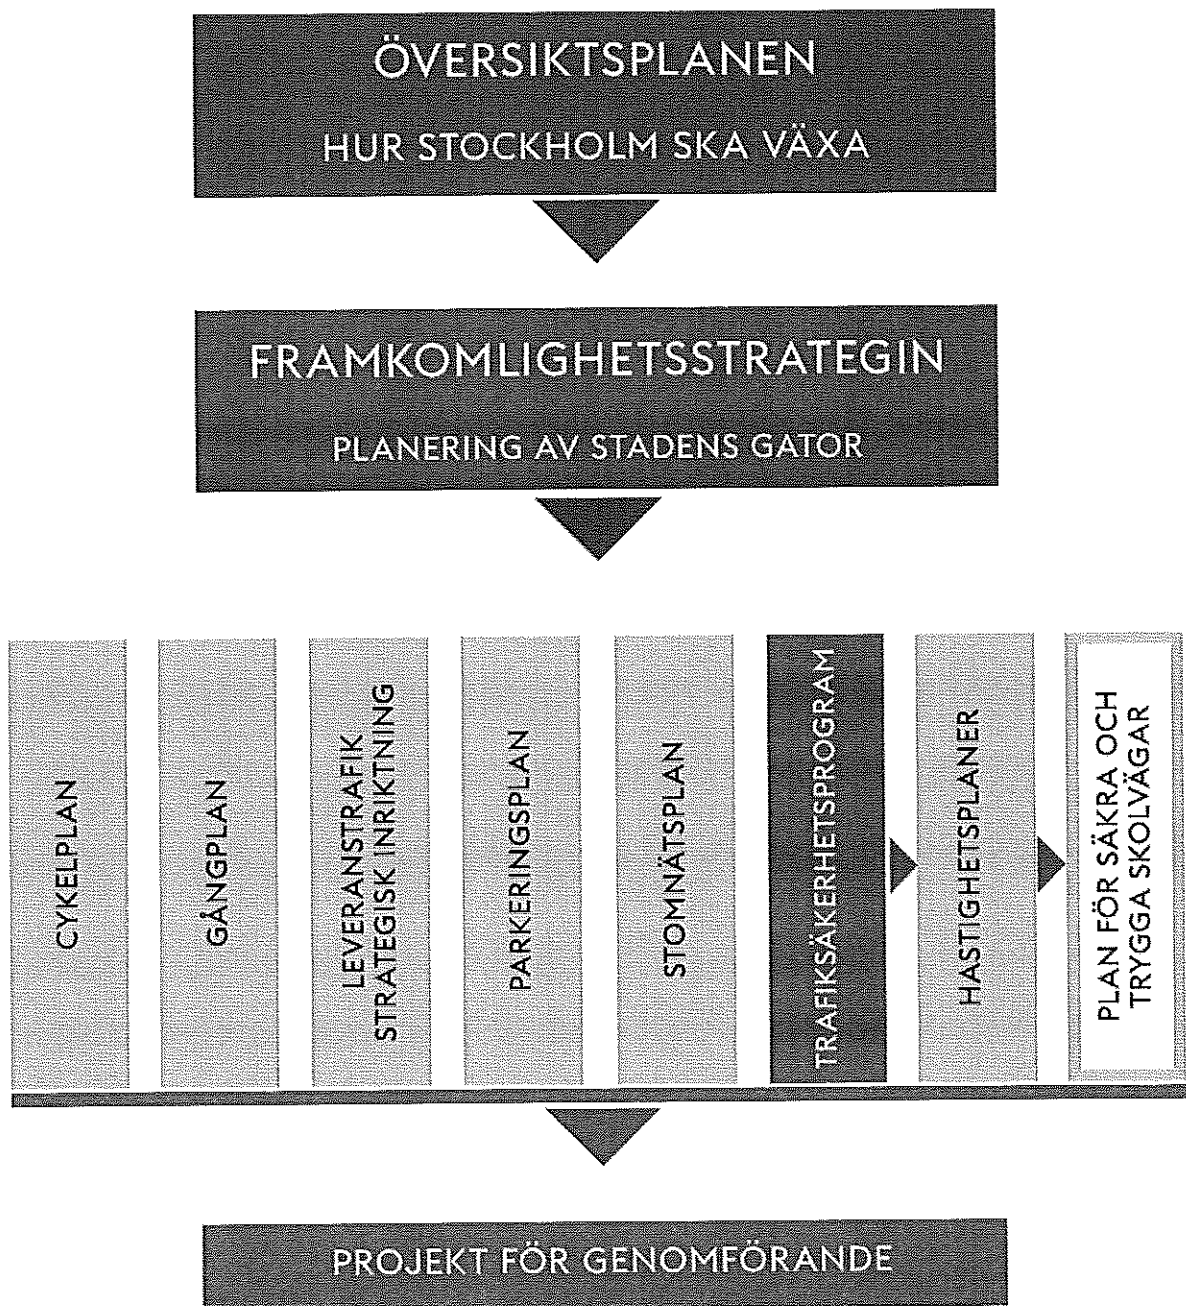 ÖVERSIKTSPLANEN
HUR STOCKHOLM SKA VÄXA
FRAMKOMLIGHETSSTRATEGIN
PLANERING AV STADENS GATOR
CYKELPLAN
GÅNGPLAN
LEVERANSTRAFIK
STRATEGISK INRIKTNING
PARKERINGSPLAN
STOMNÄTSPLAN
TRAFIKSÄKERHETSPROGRAM
HASTIGHETSPLANER
PLAN FÖR SÄKRA OCH
TRYGGA SKOLVÄGAR
PROJEKT FÖR GENOMFÖRANDE